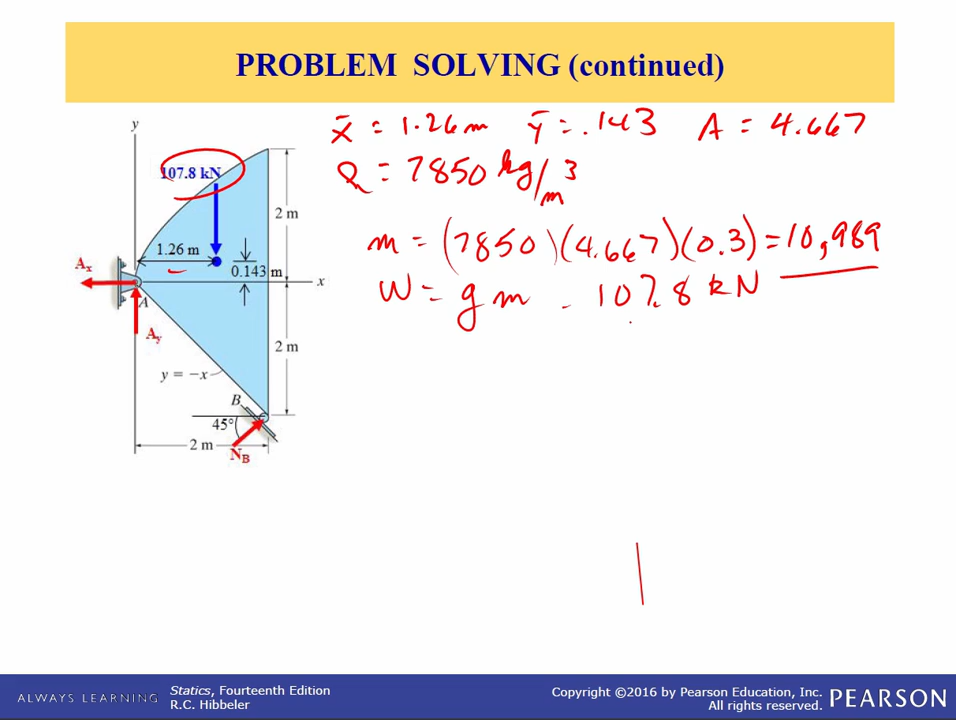 PROBLEM SOLVING (continued)
x̄ = 1.26 m ȳ = .143 A = 4.667
= 7850 kg/m³
m = (7850)(4.667)(0.3) = 10,989
W = g m = 107.8 kN
y
107.8 kN
2 m
1.26 m
0.143 m
Ax
x
A
Ay
2 m
y = −x
B
45°
2 m
NB
ALWAYS LEARNING
Statics, Fourteenth Edition
R.C. Hibbeler
Copyright ©2016 by Pearson Education, Inc.
All rights reserved.
PEARSON